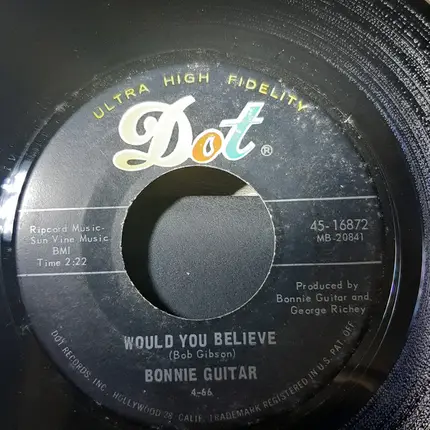 ULTRA HIGH FIDELITY
Dot®
Ripcord Music-
Sun Vine Music
BMI
Time 2:22
45-16872
MB-20841
Produced by
Bonnie Guitar and
George Richey
WOULD YOU BELIEVE
(Bob Gibson)
BONNIE GUITAR
4-66
DOT RECORDS, INC. HOLLYWOOD 28 CALIF. TRADEMARK REGISTERED IN U.S. PAT OFF.